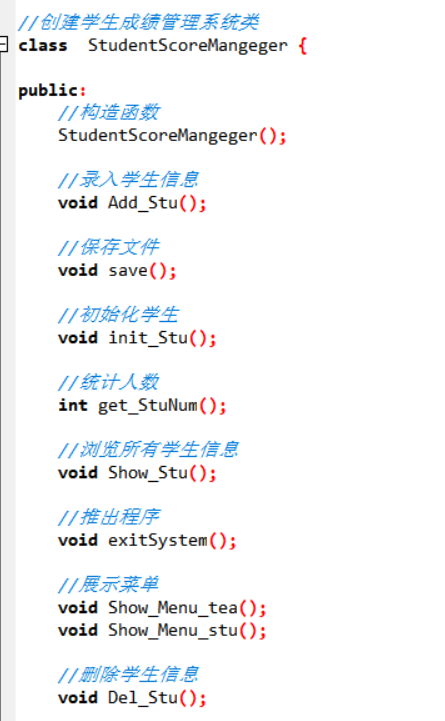 //创建学生成绩管理系统类
class  StudentScoreMangeger {
public:
//构造函数
StudentScoreMangeger();
//录入学生信息
void Add_Stu();
//保存文件
void save();
//初始化学生
void init_Stu();
//统计人数
int get_StuNum();
//浏览所有学生信息
void Show_Stu();
//推出程序
void exitSystem();
//展示菜单
void Show_Menu_tea();
void Show_Menu_stu();
//删除学生信息
void Del_Stu();